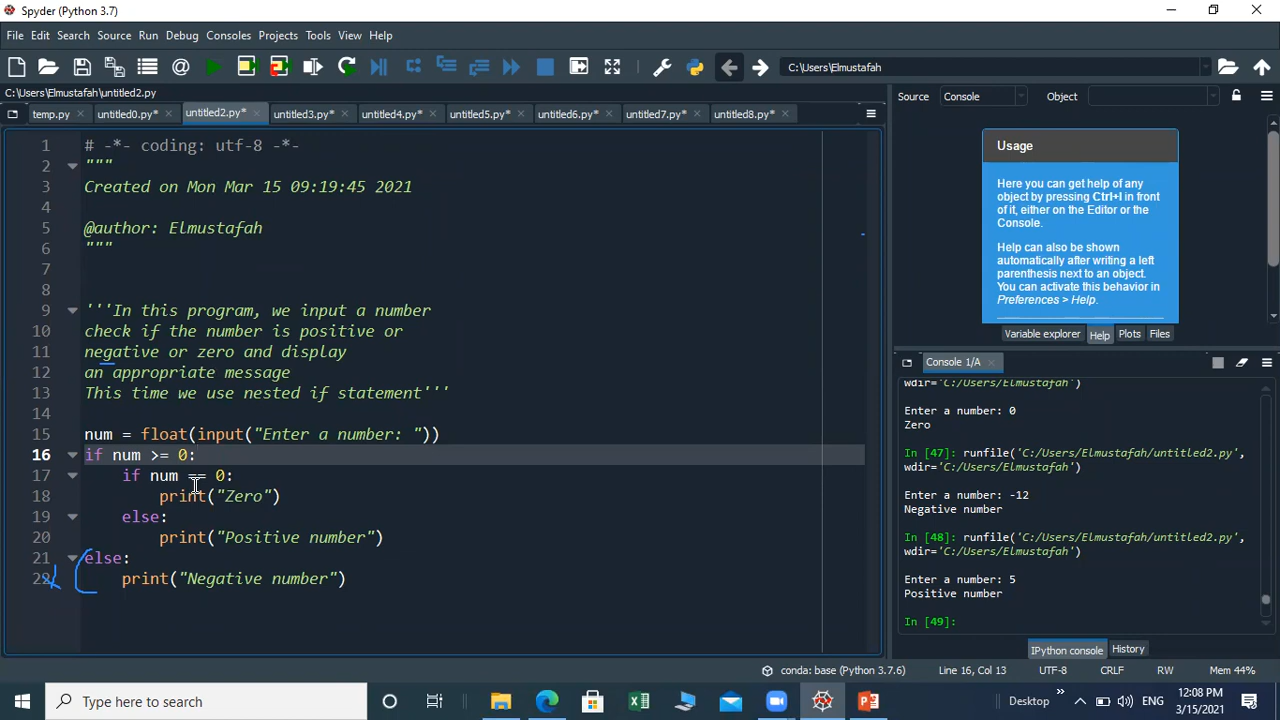 Spyder (Python 3.7)
File Edit Search Source Run Debug Consoles Projects Tools View Help
C:\Users\Elmustafah
C:\Users\Elmustafah\untitled2.py
temp.py untitled0.py* untitled2.py* untitled3.py* untitled4.py* untitled5.py* untitled6.py* untitled7.py* untitled8.py*
1 # -*- coding: utf-8 -*-
2 """
3 Created on Mon Mar 15 09:19:45 2021
4
5 @author: Elmustafah
6 """
7
8
9 '''In this program, we input a number
10 check if the number is positive or
11 negative or zero and display
12 an appropriate message
13 This time we use nested if statement'''
14
15 num = float(input("Enter a number: "))
16 if num >= 0:
17 if num == 0:
18 print("Zero")
19 else:
20 print("Positive number")
21 else:
22 print("Negative number")
Source Console Object
Usage
Here you can get help of any
object by pressing Ctrl+I in front
of it, either on the Editor or the
Console.
Help can also be shown
automatically after writing a left
parenthesis next to an object.
You can activate this behavior in
Preferences > Help.
Variable explorer Help Plots Files
Console 1/A
wdir='C:/Users/Elmustafah')
Enter a number: 0
Zero
In [47]: runfile('C:/Users/Elmustafah/untitled2.py',
wdir='C:/Users/Elmustafah')
Enter a number: -12
Negative number
In [48]: runfile('C:/Users/Elmustafah/untitled2.py',
wdir='C:/Users/Elmustafah')
Enter a number: 5
Positive number
In [49]:
IPython console History
conda: base (Python 3.7.6) Line 16, Col 13 UTF-8 CRLF RW Mem 44%
Type here to search
Desktop
ENG
12:08 PM
3/15/2021